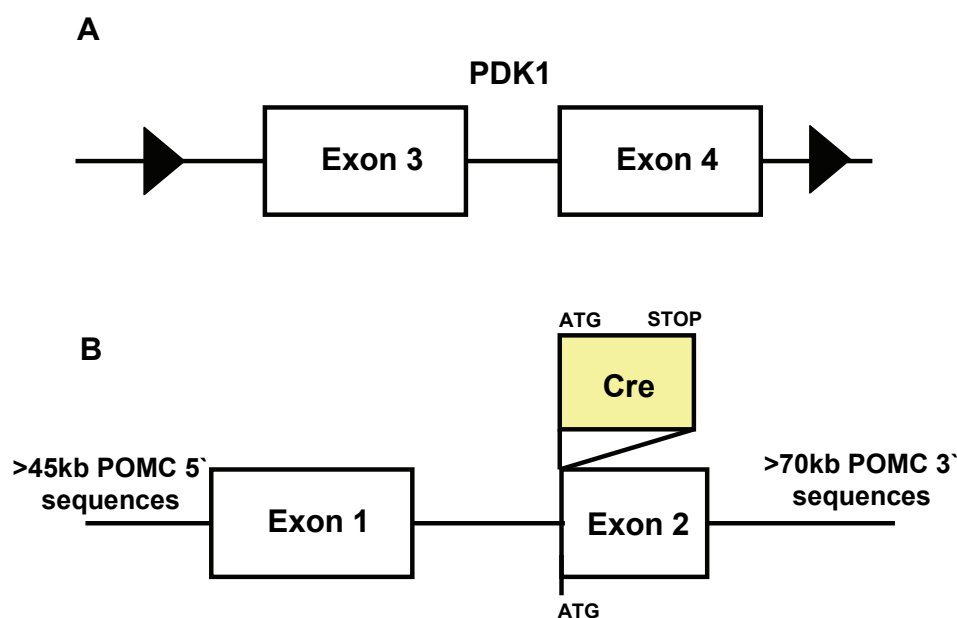 A
PDK1
Exon 3
Exon 4
B
ATG STOP
Cre
>45kb POMC 5`
sequences
>70kb POMC 3`
sequences
Exon 1
Exon 2
ATG